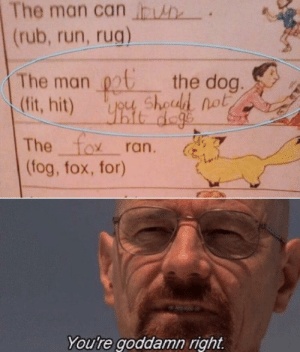 The man can run.
(rub, run, rug)
The man pet the dog.
(fit, hit) you should not
hit dogs
The fox ran.
(fog, fox, for)
You're goddamn right.